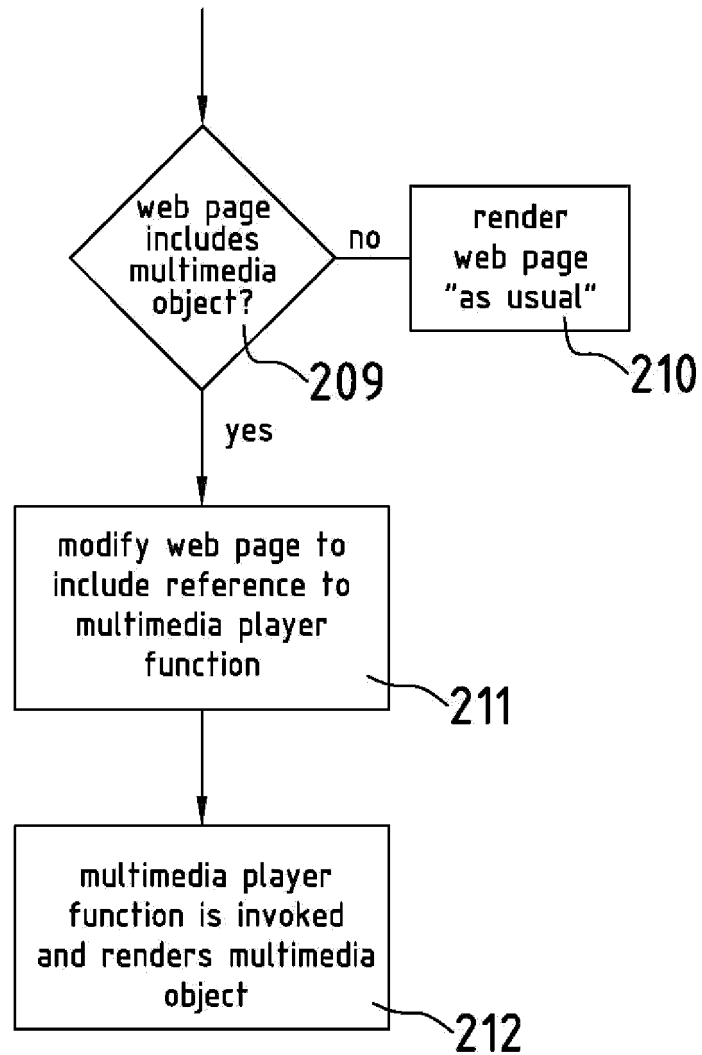 web page
includes
multimedia
object?
209
no
render
web page
"as usual"
210
yes
modify web page to
include reference to
multimedia player
function
211
multimedia player
function is invoked
and renders multimedia
object
212